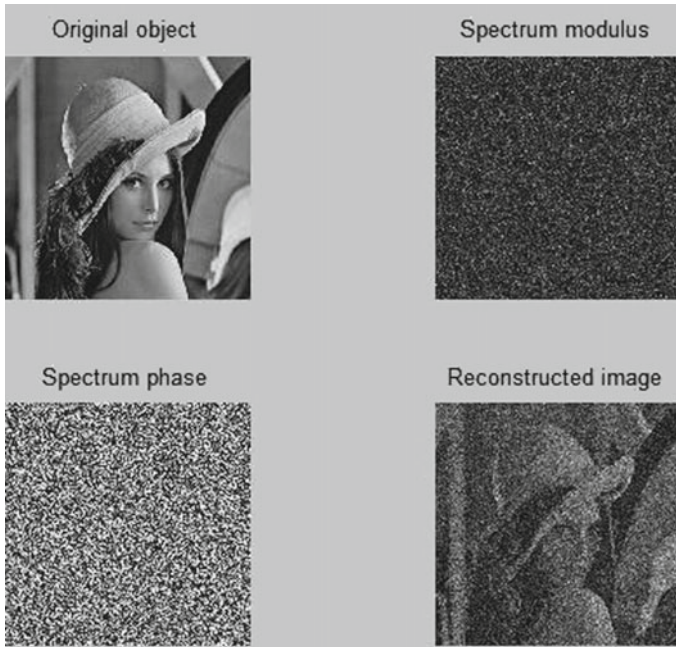 Original object
Spectrum modulus
Spectrum phase
Reconstructed image